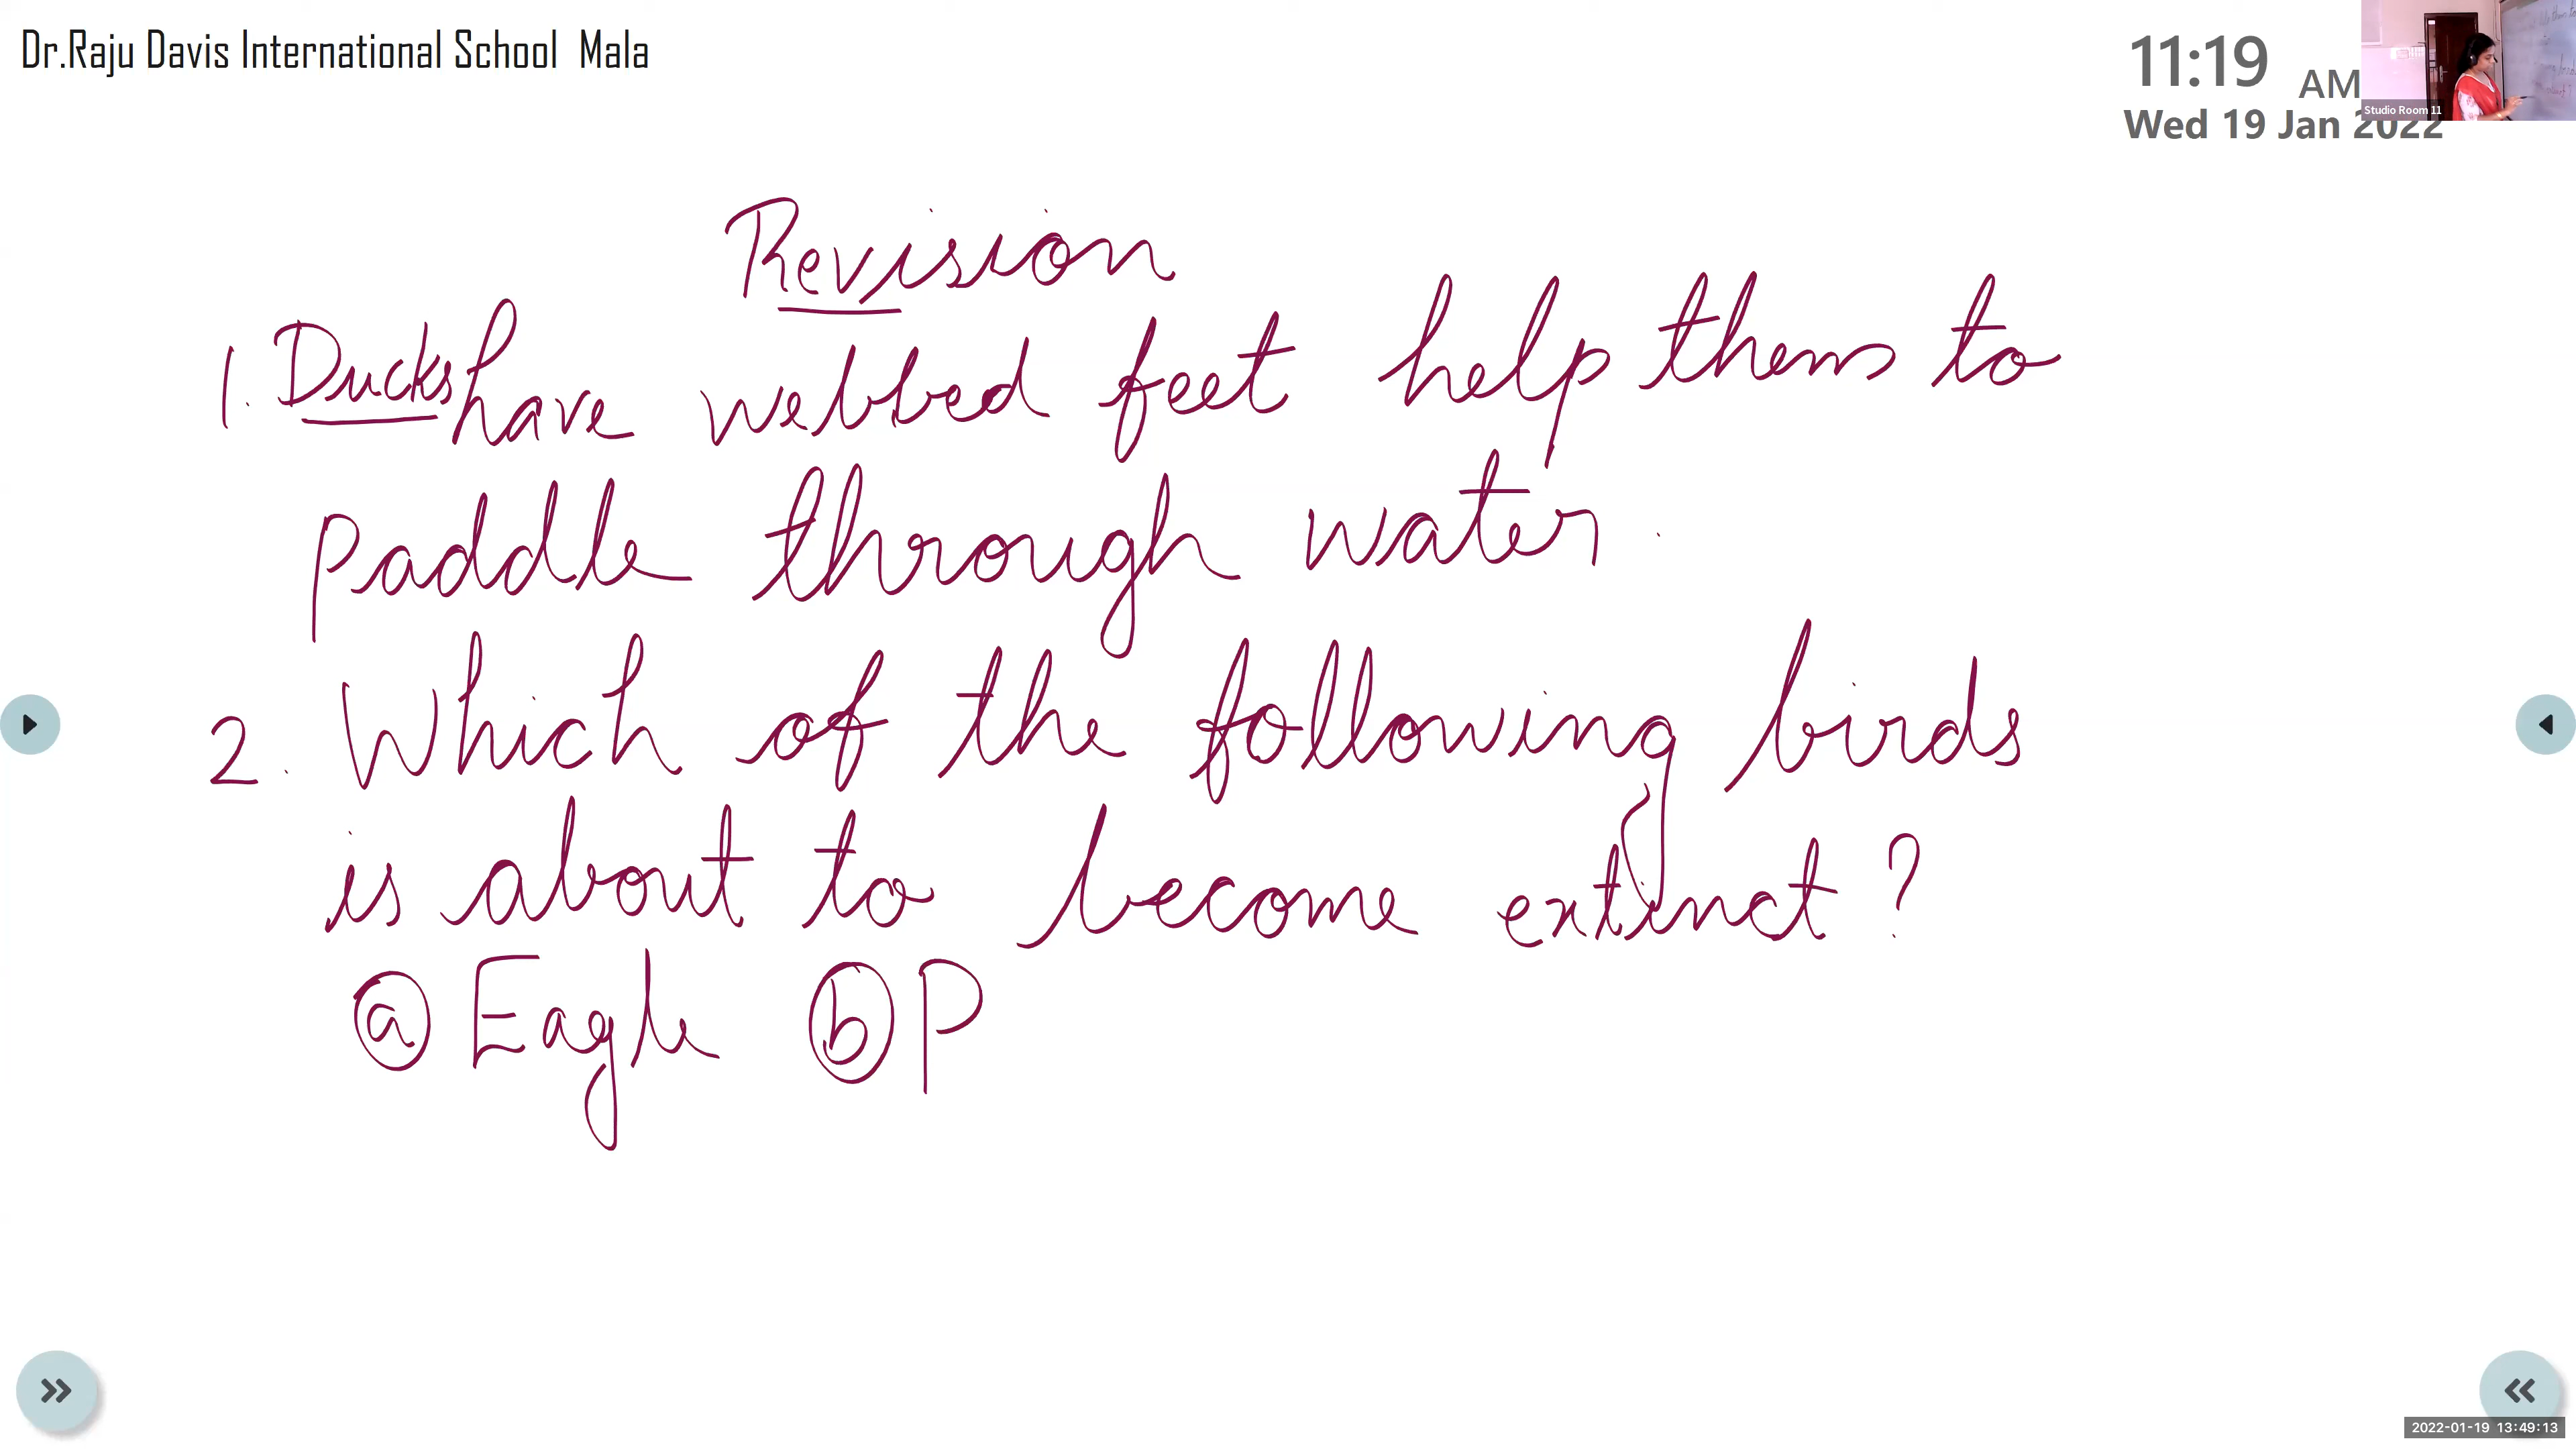 Dr.Raju Davis International School Mala
11:19 AM
Wed 19 Jan 2022
Studio Room 11
Revision
1. Ducks have webbed feet help them to
paddle through water.
2. Which of the following birds
is about to become extinct?
a Eagle b P
2022-01-19 13:49:13